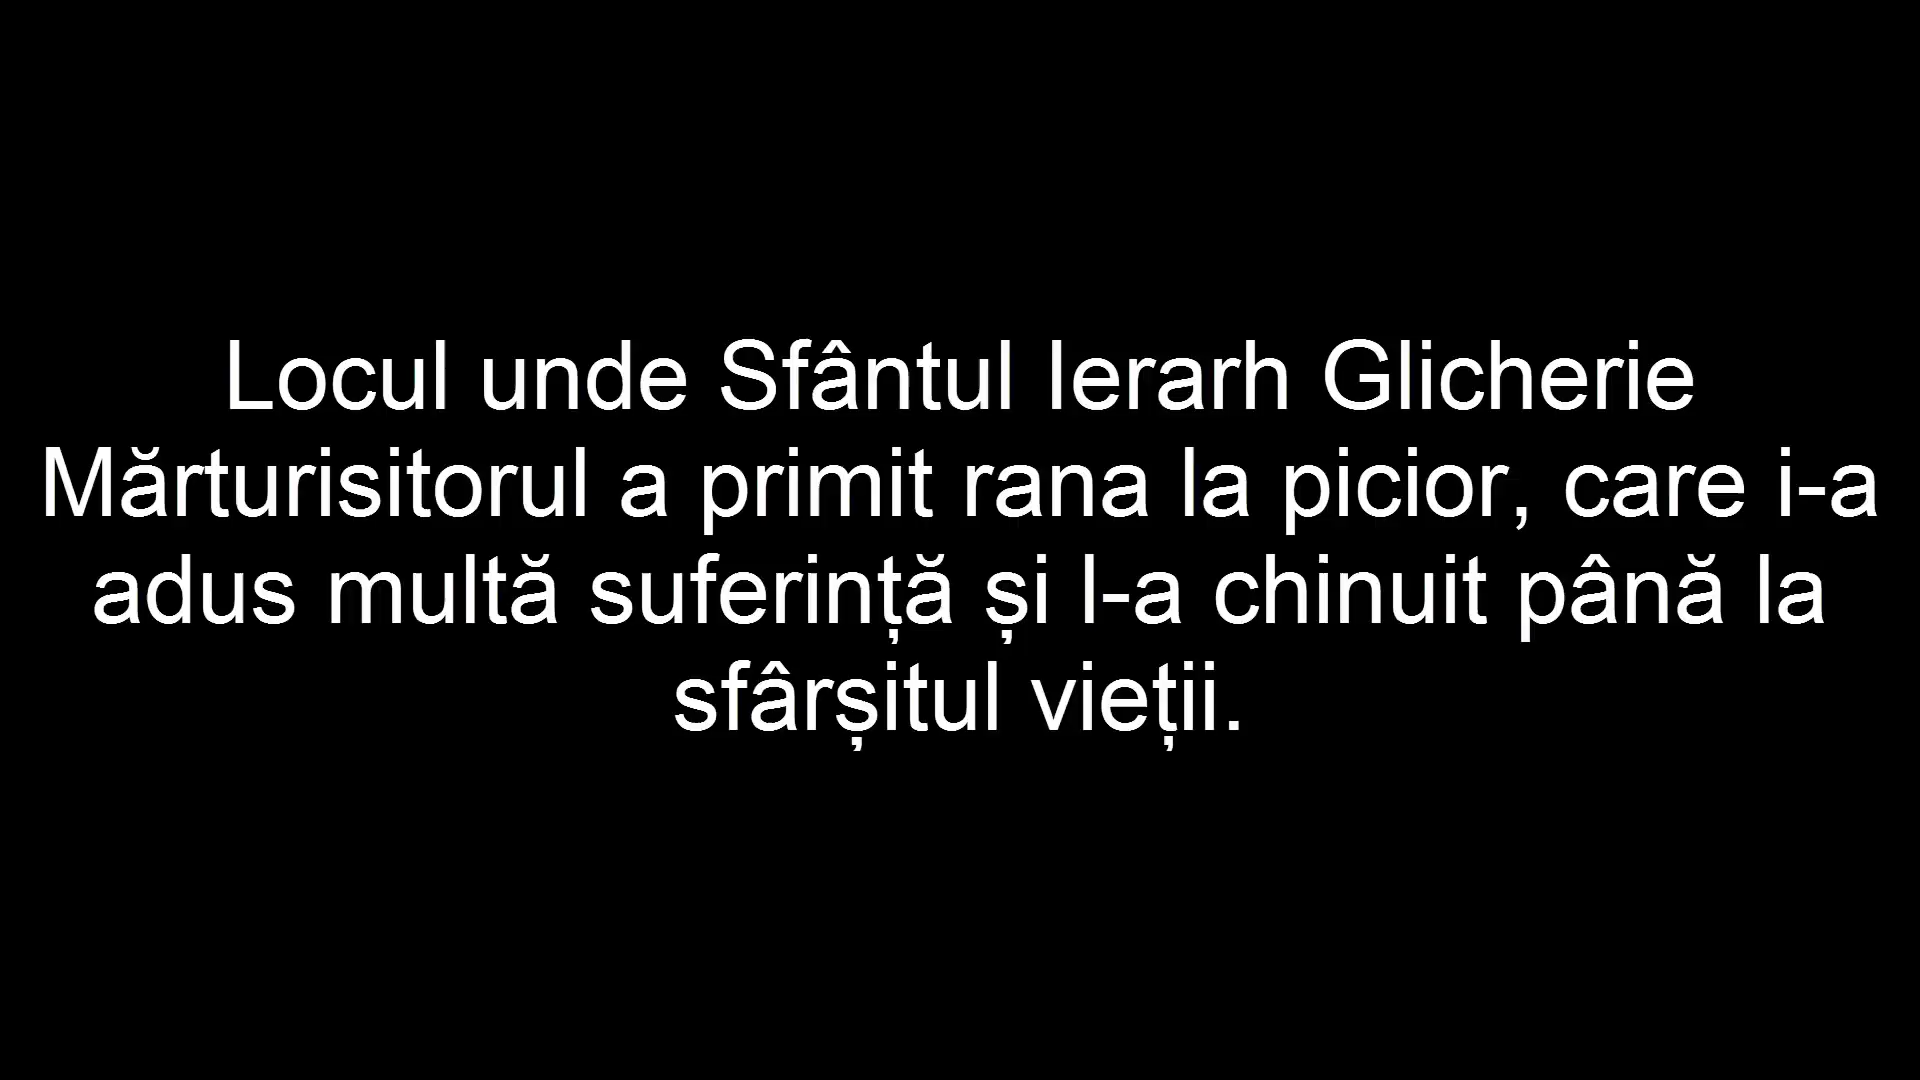 Locul unde Sfântul Ierarh Glicherie
Mărturisitorul a primit rana la picior, care i-a
adus multă suferință și l-a chinuit până la
sfârșitul vieții.